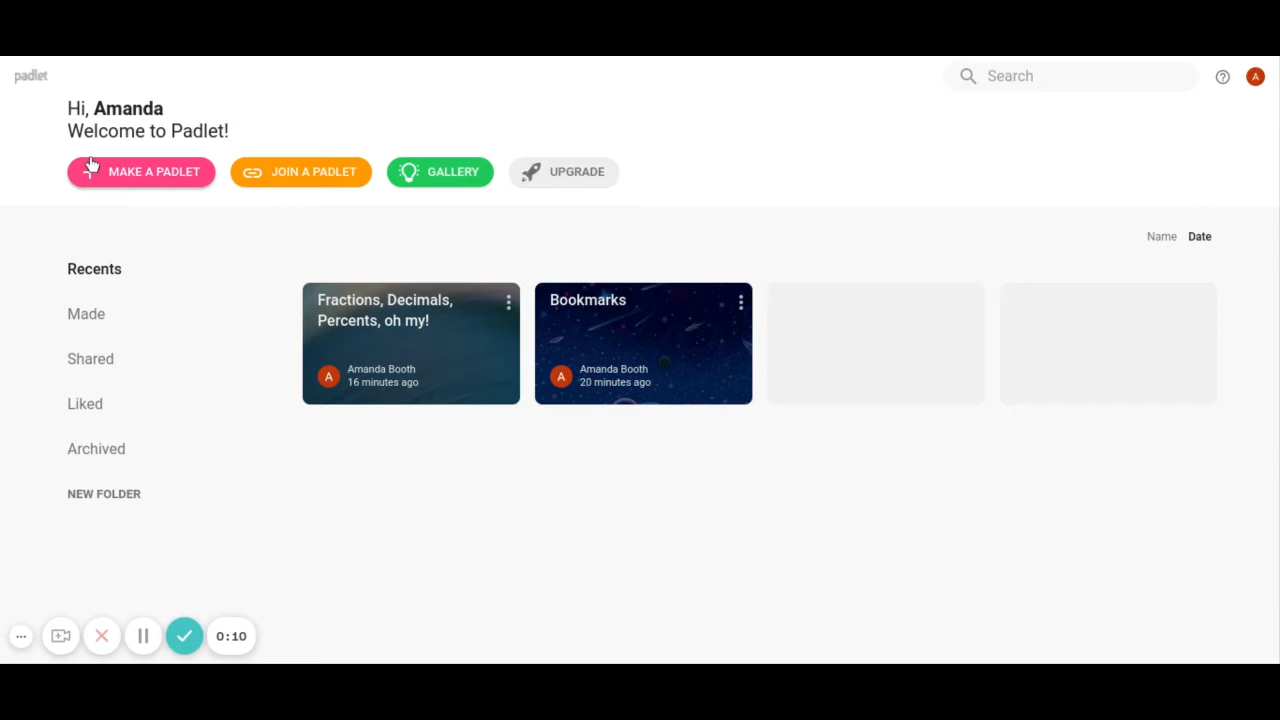 padlet
Search
A
Hi, Amanda
Welcome to Padlet!
MAKE A PADLET
JOIN A PADLET
GALLERY
UPGRADE
Name Date
Recents
Made
Shared
Liked
Archived
NEW FOLDER
Fractions, Decimals,
Percents, oh my!
A
Amanda Booth
16 minutes ago
Bookmarks
A
Amanda Booth
20 minutes ago
0:10